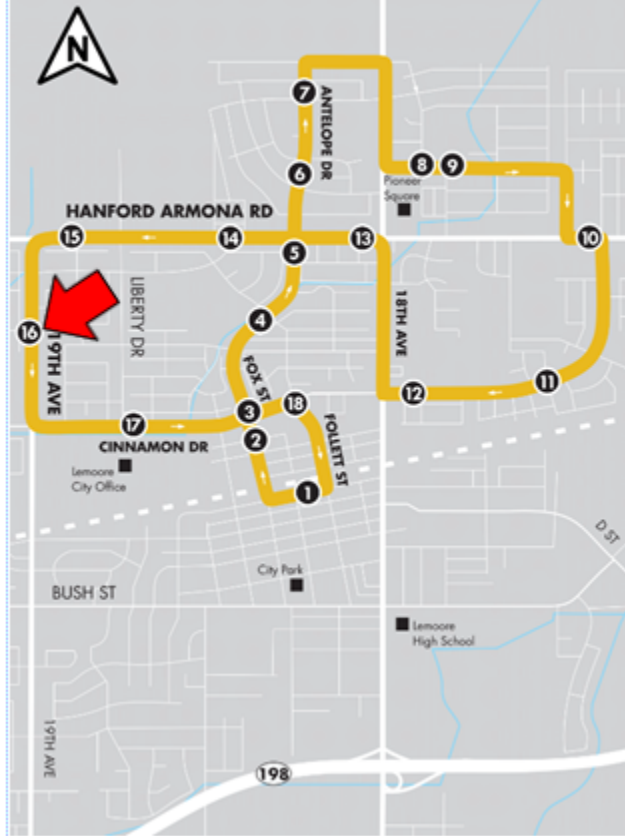 N
7
ANTELOPE DR
6
8
9
Pioneer
Square
HANFORD ARMONA RD
15
14
5
13
10
LIBERTY DR
16
19TH AVE
4
18TH AVE
FOX ST
3
18
12
11
17
CINNAMON DR
2
FOLLETT ST
Lemoore
City Office
1
D ST
City Park
BUSH ST
Lemoore
High School
19TH AVE
198